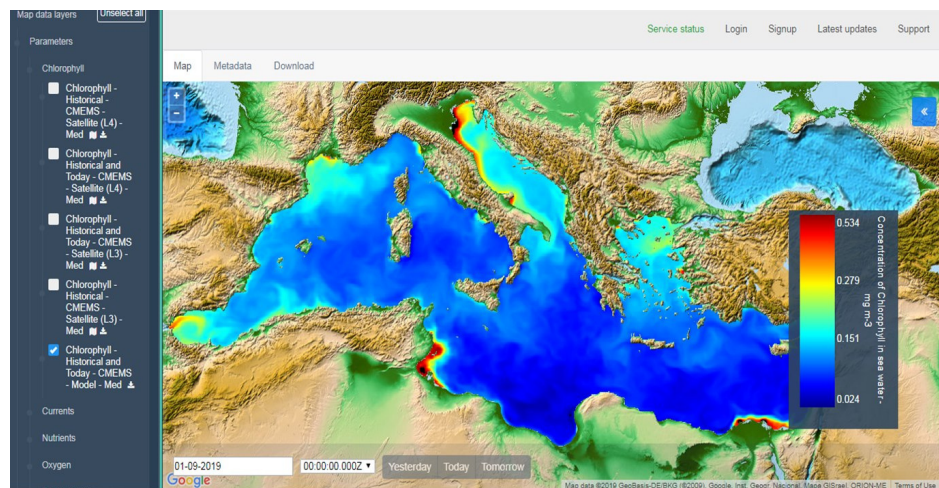 Map data layers
Unselect all
Parameters
Chlorophyll
Chlorophyll -
Historical -
CMEMS -
Satellite (L4) -
Med
Chlorophyll -
Historical and
Today - CMEMS
- Satellite (L4) -
Med
Chlorophyll -
Historical and
Today - CMEMS
- Satellite (L3) -
Med
Chlorophyll -
Historical -
CMEMS -
Satellite (L3) -
Med
Chlorophyll -
Historical and
Today - CMEMS
- Model - Med
Currents
Nutrients
Oxygen
Service status Login Signup Latest updates Support
Map Metadata Download
+
-
«
0.534
0.279
0.151
0.024
Concentration of Chlorophyll in sea water -
mg m-3
01-09-2019 00:00:00.000Z Yesterday Today Tomorrow
Google
Map data ©2019 GeoBasis-DE/BKG (©2009), Google, Inst. Geogr. Nacional, Mapa GISrael, ORION-ME Terms of Use